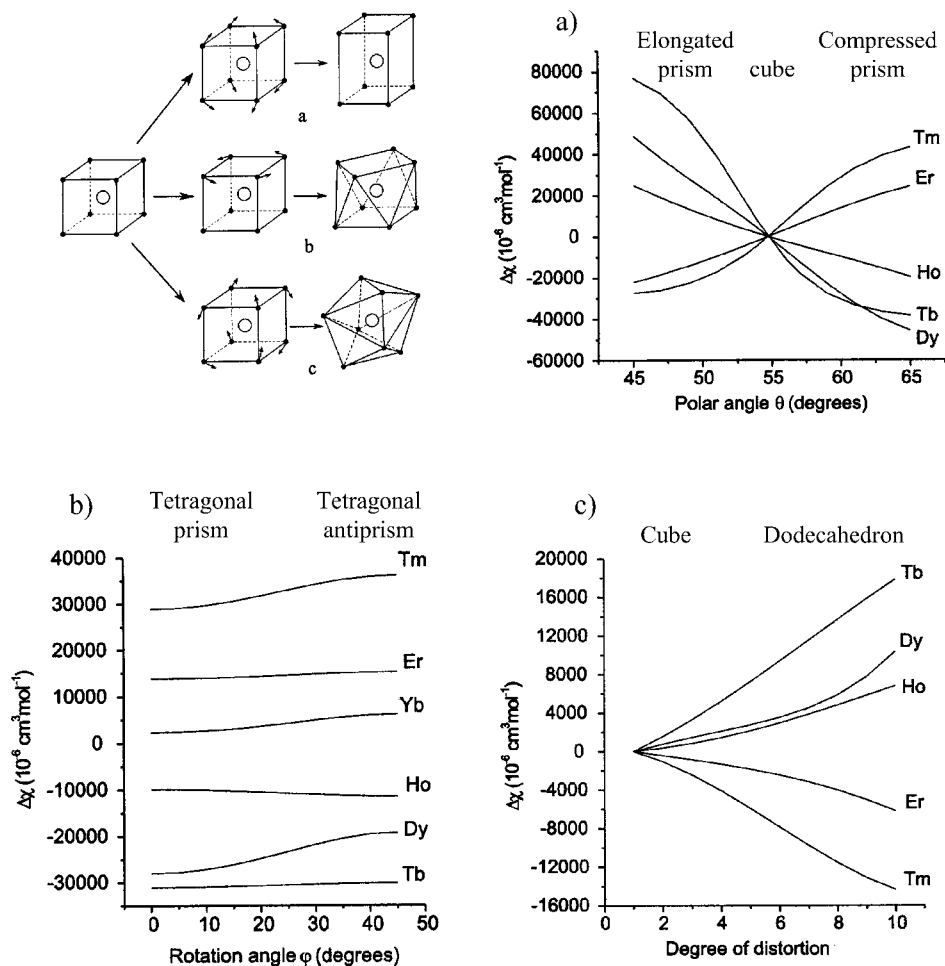 a
b
c
a)
Elongated prism
cube
Compressed prism
80000
60000
40000
20000
0
-20000
-40000
-60000
Δχ (10⁻⁶ cm³mol⁻¹)
Tm
Er
Ho
Tb
Dy
45 50 55 60 65
Polar angle θ (degrees)
b)
Tetragonal prism
Tetragonal antiprism
40000
30000
20000
10000
0
-10000
-20000
-30000
Δχ (10⁻⁶ cm³mol⁻¹)
Tm
Er
Yb
Ho
Dy
Tb
0 10 20 30 40 50
Rotation angle φ (degrees)
c)
Cube
Dodecahedron
20000
16000
12000
8000
4000
0
-4000
-8000
-12000
-16000
Δχ (10⁻⁶ cm³mol⁻¹)
Tb
Dy
Ho
Er
Tm
0 2 4 6 8 10
Degree of distortion